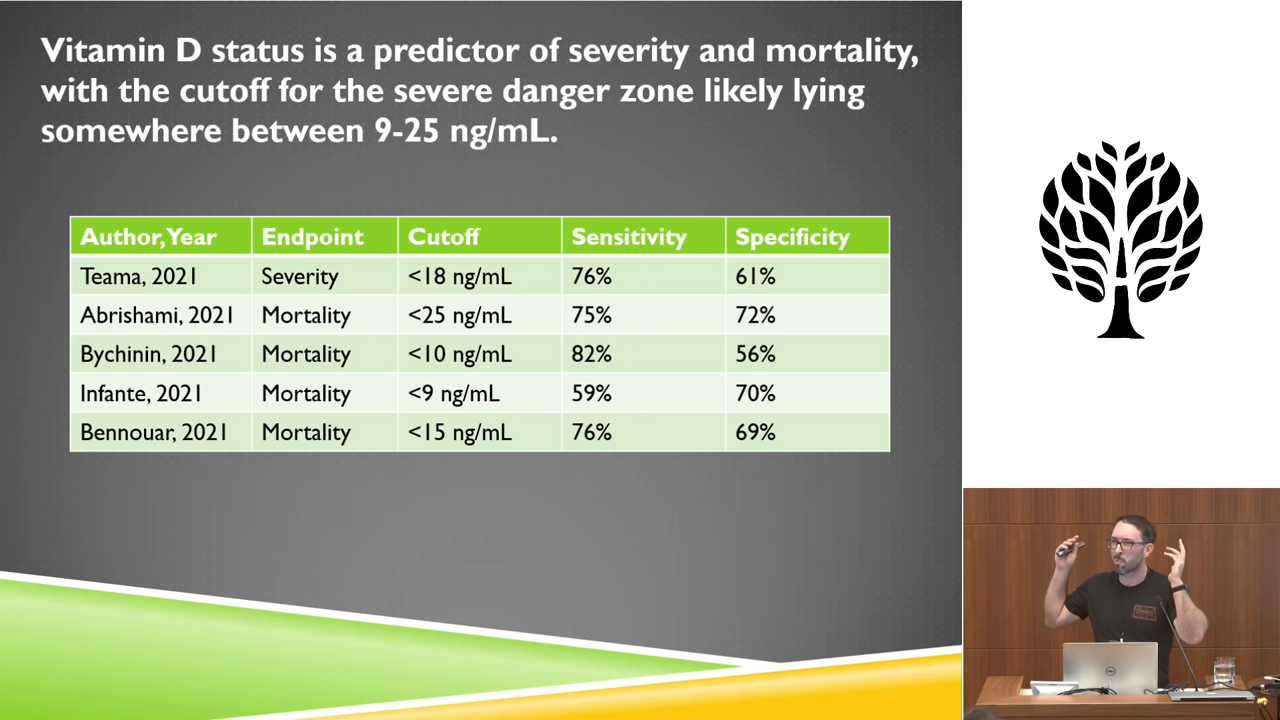 Vitamin D status is a predictor of severity and mortality,
with the cutoff for the severe danger zone likely lying
somewhere between 9-25 ng/mL.
Author, Year Endpoint Cutoff Sensitivity Specificity
Teama, 2021 Severity <18 ng/mL 76% 61%
Abrishami, 2021 Mortality <25 ng/mL 75% 72%
Bychinin, 2021 Mortality <10 ng/mL 82% 56%
Infante, 2021 Mortality <9 ng/mL 59% 70%
Bennouar, 2021 Mortality <15 ng/mL 76% 69%